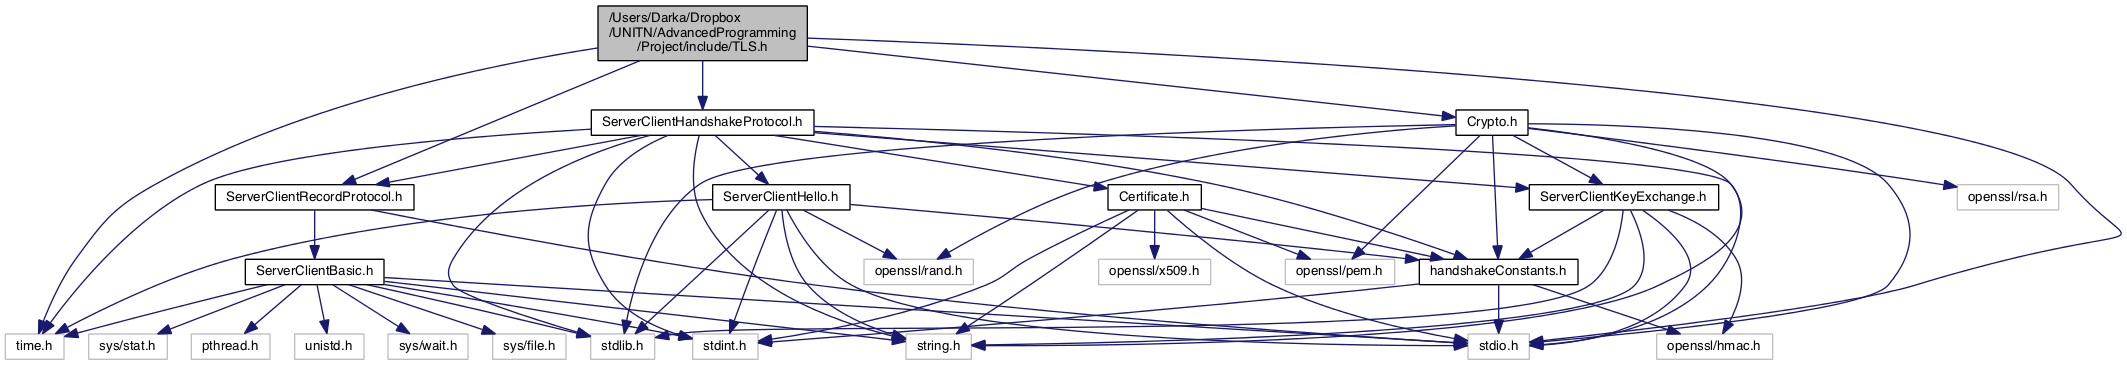 /Users/Darka/Dropbox
/UNITN/AdvancedProgramming
/Project/include/TLS.h
ServerClientHandshakeProtocol.h
Crypto.h
ServerClientRecordProtocol.h
ServerClientHello.h
Certificate.h
ServerClientKeyExchange.h
openssl/rsa.h
ServerClientBasic.h
openssl/rand.h
openssl/x509.h
openssl/pem.h
handshakeConstants.h
time.h
sys/stat.h
pthread.h
unistd.h
sys/wait.h
sys/file.h
stdlib.h
stdint.h
string.h
stdio.h
openssl/hmac.h